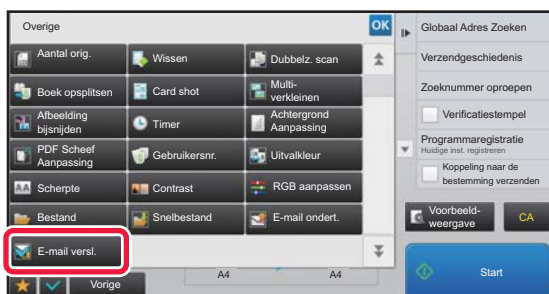 Overige
OK
Aantal orig.
Wissen
Dubbelz. scan
Boek opsplitsen
Card shot
Multi-
verkleinen
Afbeelding
bijsnijden
Timer
Achtergrond
Aanpassing
PDF Scheef
Aanpassing
Gebruikersnr.
Uitvalkleur
AA
Scherpte
Contrast
RGB aanpassen
Bestand
Snelbestand
E-mail ondert.
E-mail versl.
Vorige
A4
A4
Globaal Adres Zoeken
Verzendgeschiedenis
Zoeknummer oproepen
Verificatiestempel
Programmaregistratie
Huidige inst. registreren
Koppeling naar de
bestemming verzenden
Voorbeeld-
weergave
CA
Start